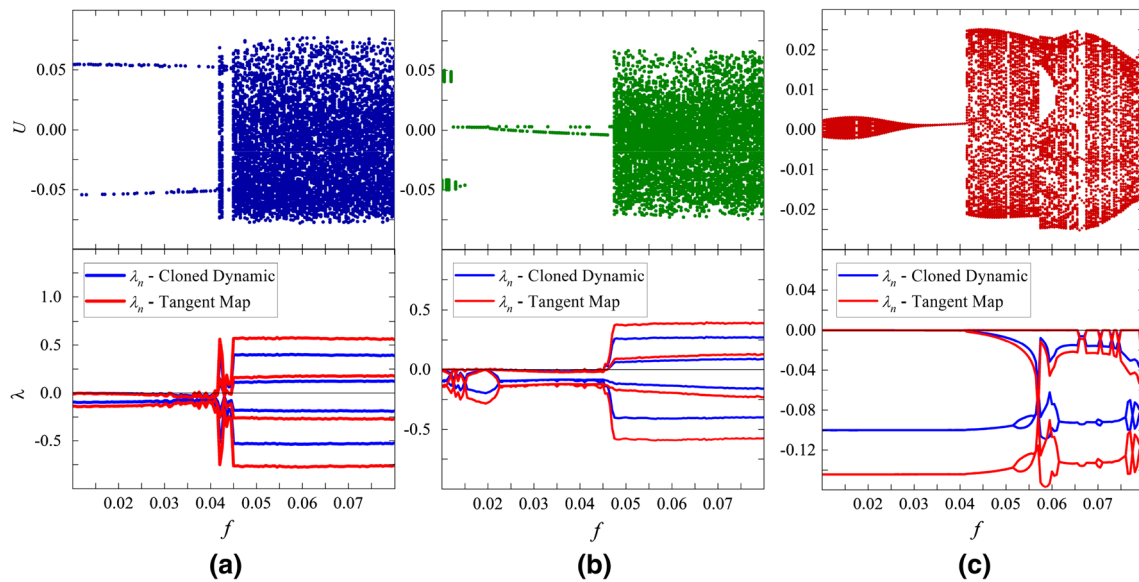 0.05
0.00
-0.05
U
0.05
0.00
-0.05
0.02
0.01
0.00
-0.01
-0.02
λn - Cloned Dynamic
λn - Tangent Map
1.0
0.5
0.0
-0.5
λ
0.02 0.03 0.04 0.05 0.06 0.07
f
λn - Cloned Dynamic
λn - Tangent Map
0.5
0.0
-0.5
0.02 0.03 0.04 0.05 0.06 0.07
f
λn - Cloned Dynamic
λn - Tangent Map
0.04
0.00
-0.04
-0.08
-0.12
0.02 0.03 0.04 0.05 0.06 0.07
f
(a) (b) (c)